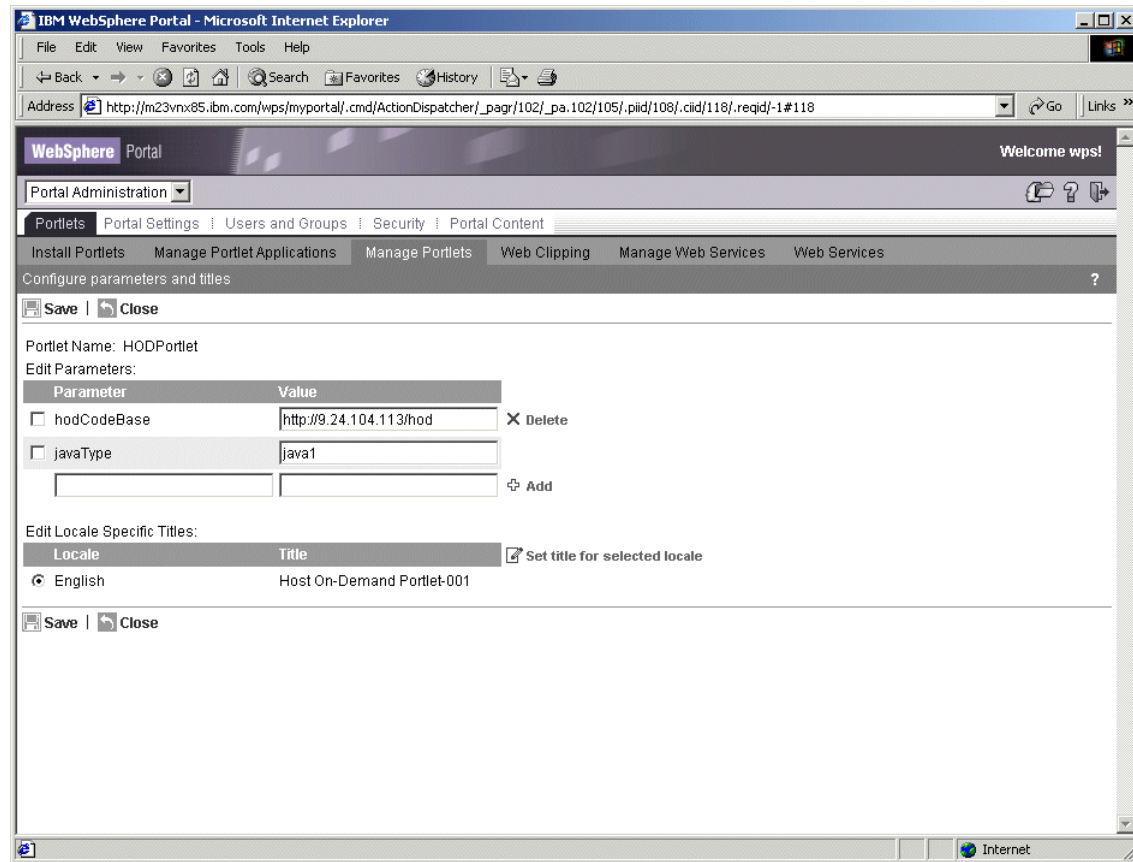 IBM WebSphere Portal - Microsoft Internet Explorer
File Edit View Favorites Tools Help
Back Search Favorites History
Address http://m23vnx85.ibm.com/wps/myportal/.cmd/ActionDispatcher/_pagr/102/_pa.102/105/.piid/108/.ciid/118/.reqid/-1#118 Go Links »
WebSphere Portal Welcome wps!
Portal Administration ?
Portlets Portal Settings | Users and Groups | Security | Portal Content
Install Portlets Manage Portlet Applications Manage Portlets Web Clipping Manage Web Services Web Services
Configure parameters and titles ?
Save | Close
Portlet Name: HODPortlet
Edit Parameters:
Parameter Value
hodCodeBase http://9.24.104.113/hod Delete
javaType java1
Add
Edit Locale Specific Titles:
Locale Title Set title for selected locale
English Host On-Demand Portlet-001
Save | Close
Internet